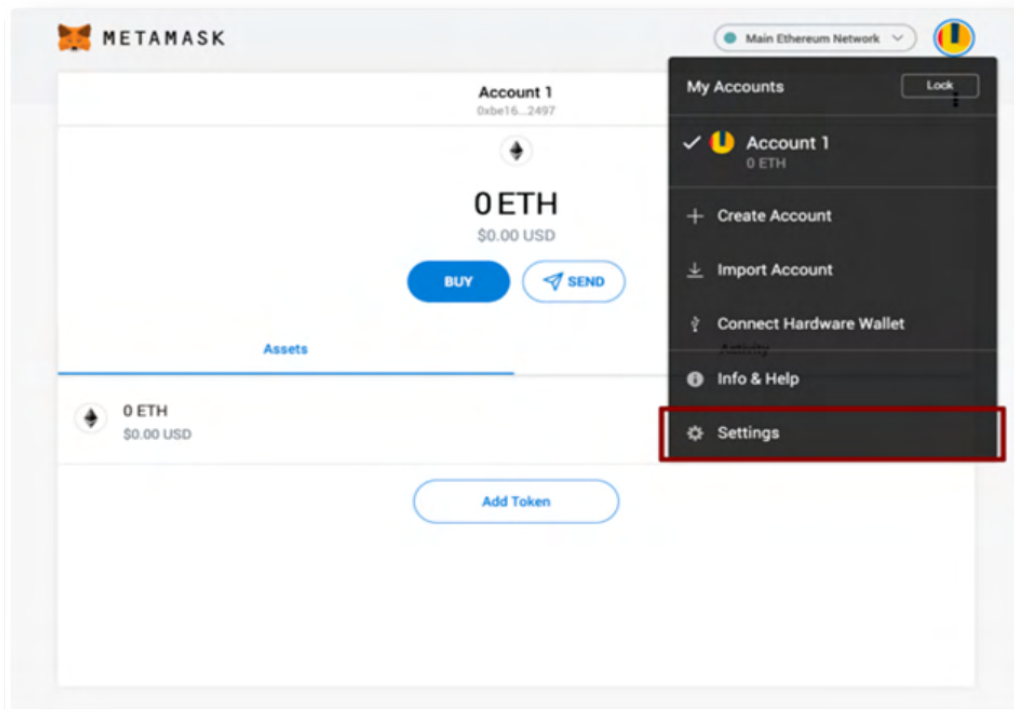 METAMASK
Main Ethereum Network
Account 1
0xbe16...2497
0 ETH
$0.00 USD
BUY
SEND
Assets
Activity
0 ETH
$0.00 USD
Add Token
My Accounts
Lock
Account 1
0 ETH
Create Account
Import Account
Connect Hardware Wallet
Info & Help
Settings